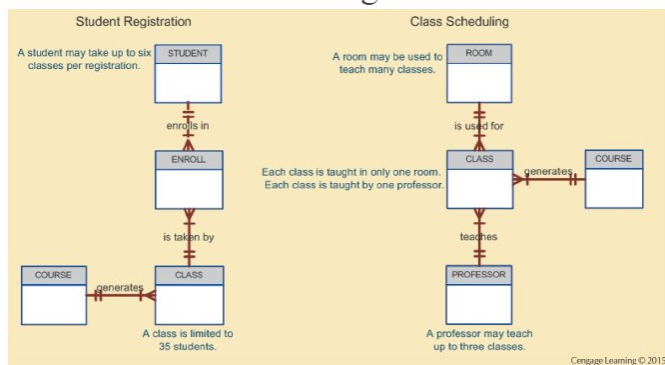 Student Registration
A student may take up to six
classes per registration.
STUDENT
enrolls in
ENROLL
is taken by
COURSE
generates
CLASS
A class is limited to
35 students.
Class Scheduling
A room may be used to
teach many classes.
ROOM
is used for
Each class is taught in only one room.
Each class is taught by one professor.
CLASS
generates
COURSE
teaches
PROFESSOR
A professor may teach
up to three classes.
Cengage Learning © 2015